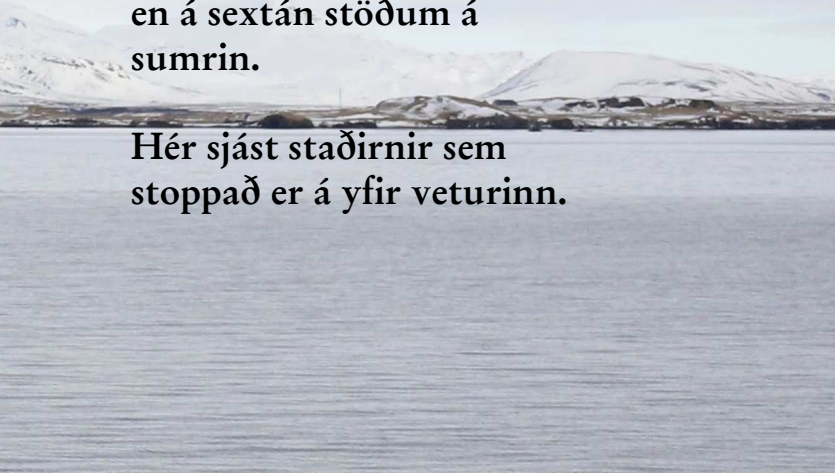 en á sextán stöðum á
sumrin.
Hér sjást staðirnir sem
stoppað er á yfir veturinn.